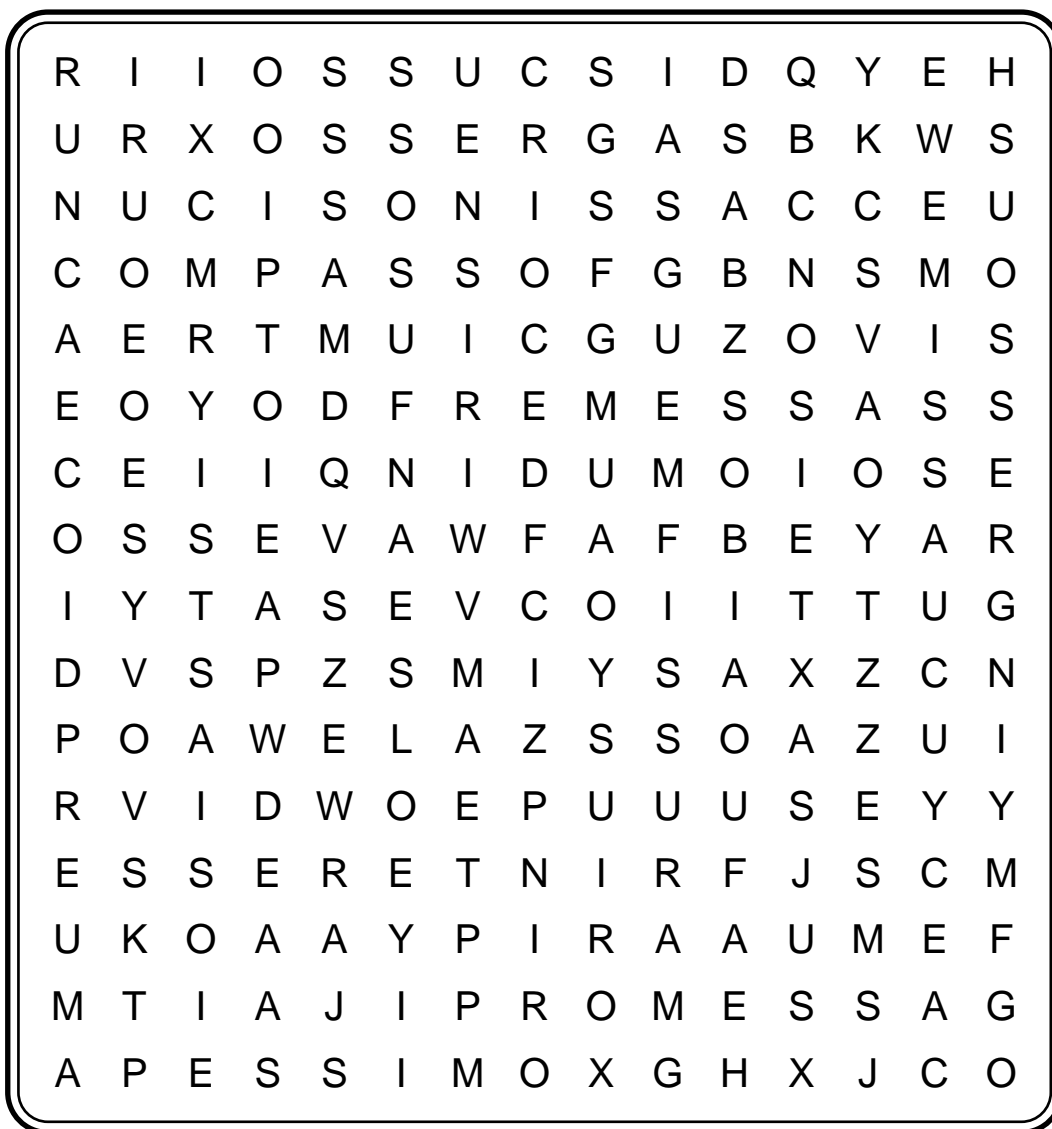 R I I O S S U C S I D Q Y E H
U R X O S S E R G A S B K W S
N U C I S O N I S S A C C E U
C O M P A S S O F G B N S M O
A E R T M U I C G U Z O V I S
E O Y O D F R E M E S S A S S
C E I I Q N I D U M O I O S E
O S S E V A W F A F B E Y A R
I Y T A S E V C O I I T T U G
D V S P Z S M I Y S A X Z C N
P O A W E L A Z S S O A Z U I
R V I D W O E P U U U S E Y Y
E S S E R E T N I R F J S C M
U K O A A Y P I R A A U M E F
M T I A J I P R O M E S S A G
A P E S S I M O X G H X J C O